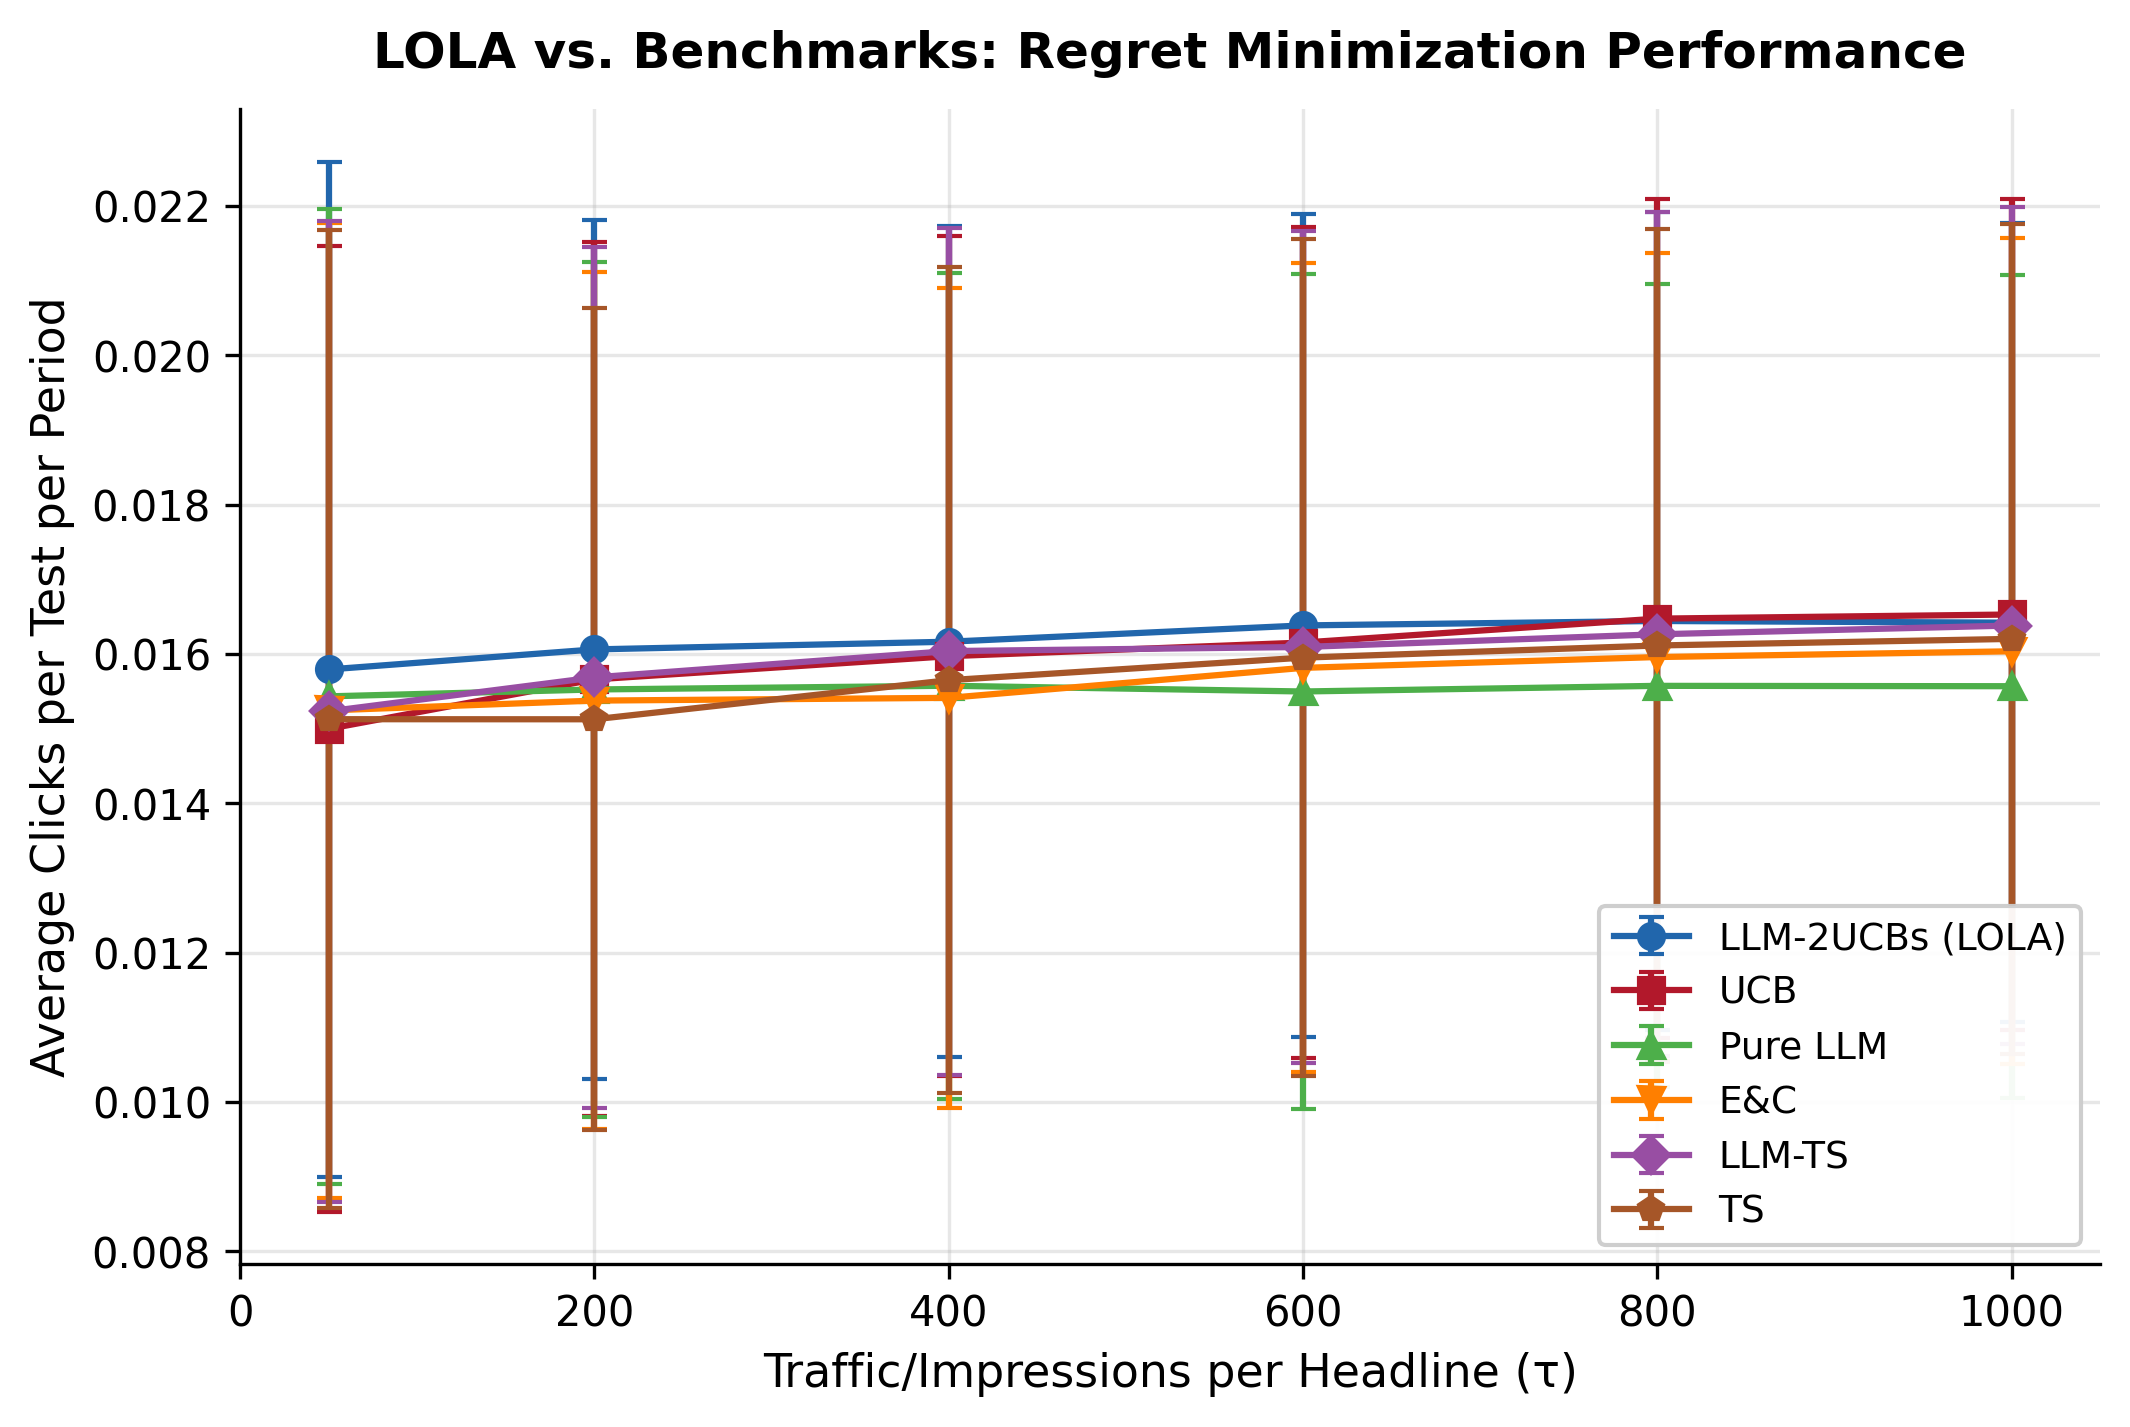 LOLA vs. Benchmarks: Regret Minimization Performance
Average Clicks per Test per Period
0.022
0.020
0.018
0.016
0.014
0.012
0.010
0.008
0
200
400
600
800
1000
Traffic/Impressions per Headline (τ)
LLM-2UCBs (LOLA)
UCB
Pure LLM
E&C
LLM-TS
TS